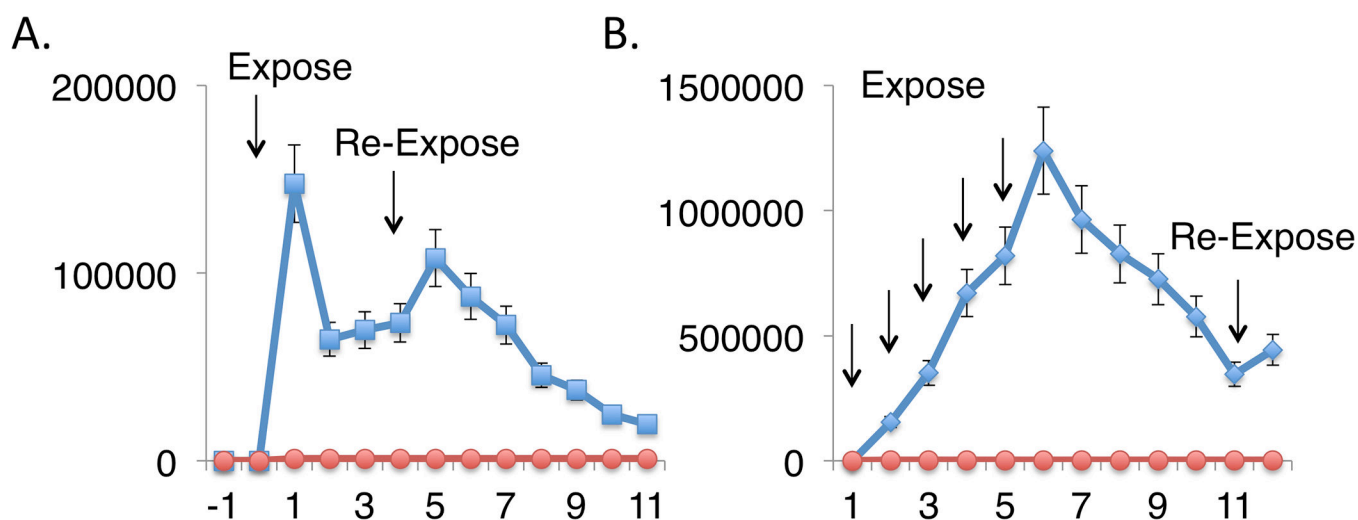 A.
Expose
Re-Expose
200000
100000
0
-1 1 3 5 7 9 11
B.
Expose
Re-Expose
1500000
1000000
500000
0
1 3 5 7 9 11